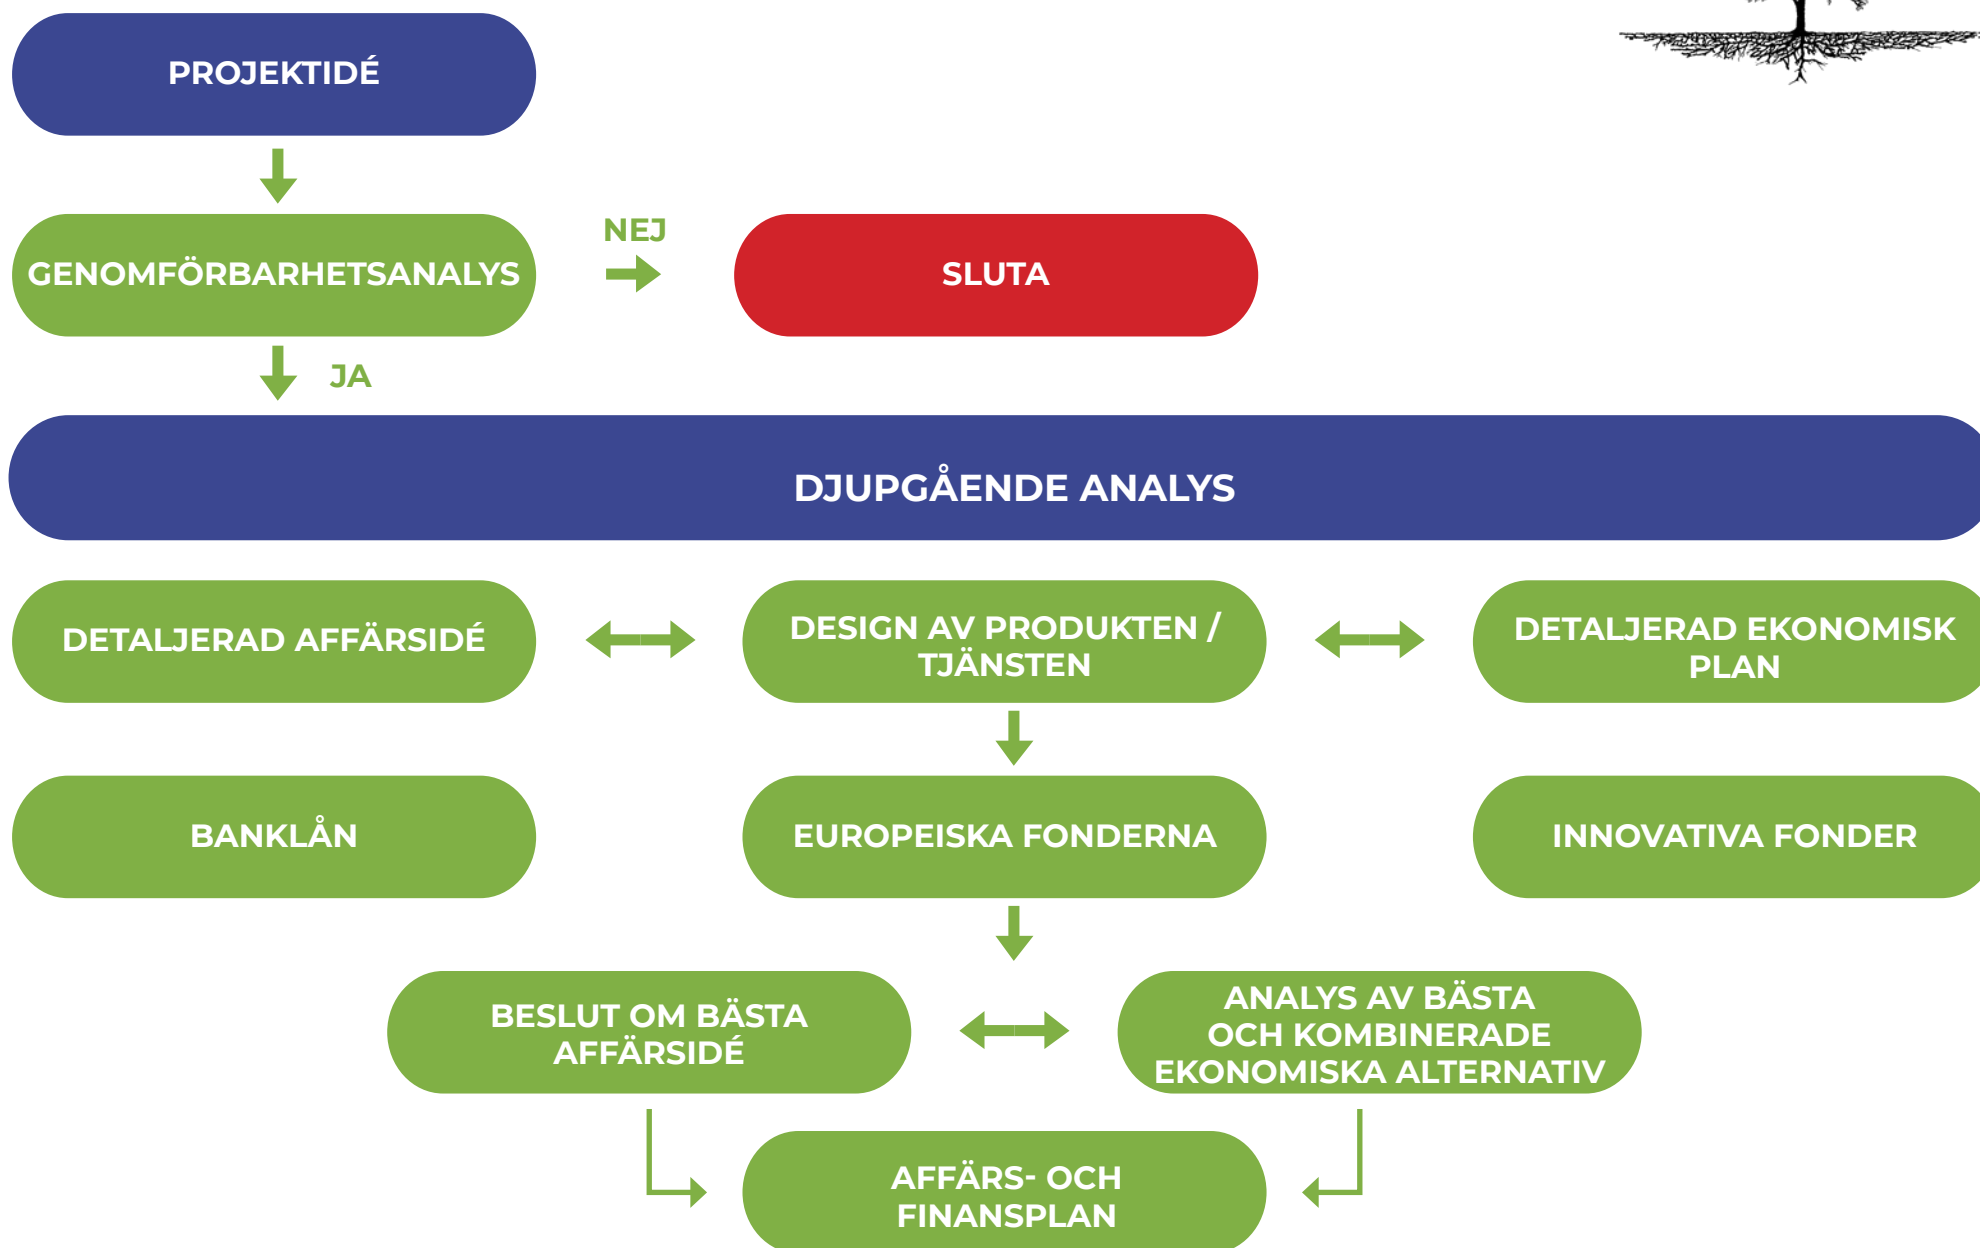 PROJEKTIDÉ
GENOMFÖRBARHETSANALYS
NEJ
SLUTA
JA
DJUPGÅENDE ANALYS
DETALJERAD AFFÄRSIDÉ
DESIGN AV PRODUKTEN /
TJÄNSTEN
DETALJERAD EKONOMISK
PLAN
BANKLÅN
EUROPEISKA FONDERNA
INNOVATIVA FONDER
BESLUT OM BÄSTA
AFFÄRSIDÉ
ANALYS AV BÄSTA
OCH KOMBINERADE
EKONOMISKA ALTERNATIV
AFFÄRS- OCH
FINANSPLAN